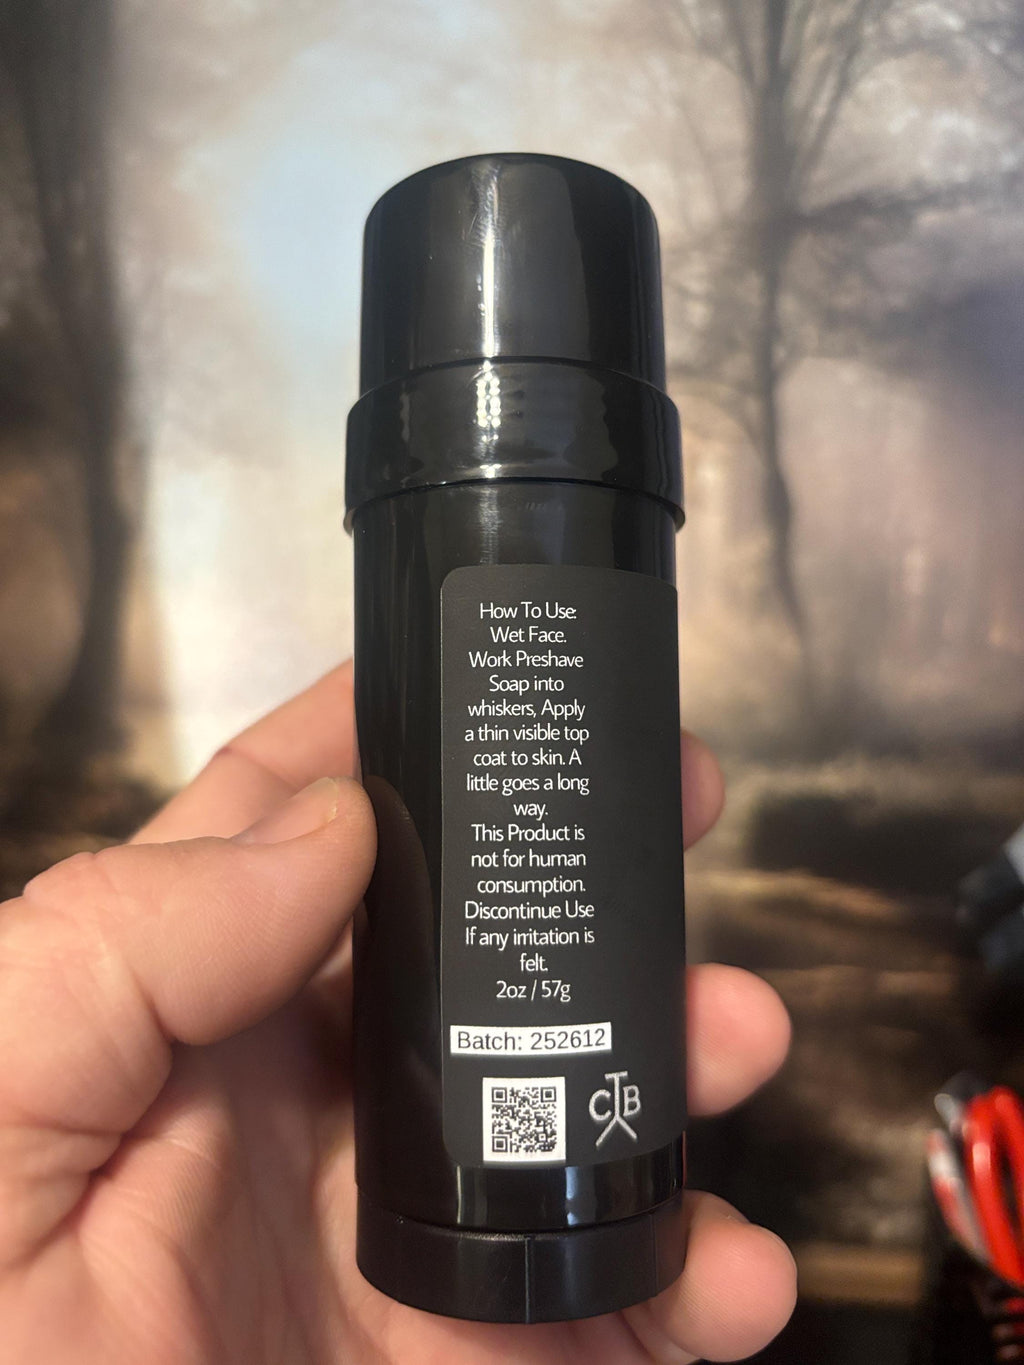 How To Use:
Wet Face.
Work Preshave
Soap into
whiskers, Apply
a thin visible top
coat to skin. A
little goes a long
way.
This Product is
not for human
consumption.
Discontinue Use
If any irritation is
felt.
2oz / 57g
Batch: 252612
CTB